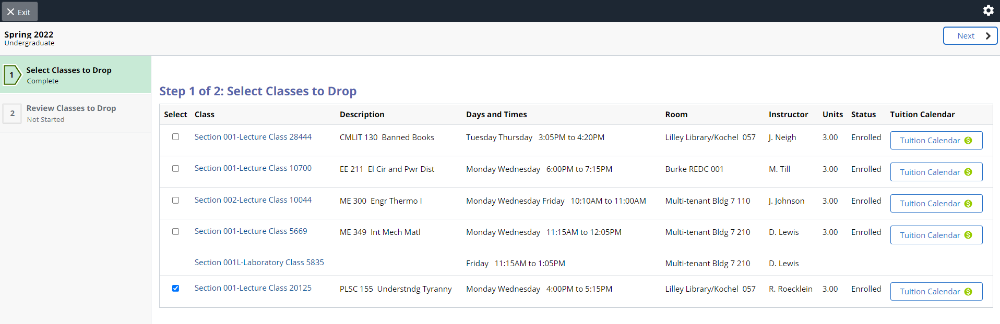 Exit
Spring 2022
Undergraduate
Next
1
Select Classes to Drop
Complete
2
Review Classes to Drop
Not Started
Step 1 of 2: Select Classes to Drop
Select Class Description Days and Times Room Instructor Units Status Tuition Calendar
Section 001-Lecture Class 28444 CMLIT 130 Banned Books Tuesday Thursday 3:05PM to 4:20PM Lilley Library/Kochel 057 J. Neigh 3.00 Enrolled Tuition Calendar $
Section 001-Lecture Class 10700 EE 211 El Cir and Pwr Dist Monday Wednesday 6:00PM to 7:15PM Burke REDC 001 M. Till 3.00 Enrolled Tuition Calendar $
Section 002-Lecture Class 10044 ME 300 Engr Thermo I Monday Wednesday Friday 10:10AM to 11:00AM Multi-tenant Bldg 7 110 J. Johnson 3.00 Enrolled Tuition Calendar $
Section 001-Lecture Class 5669 ME 349 Int Mech Matl Monday Wednesday 11:15AM to 12:05PM Multi-tenant Bldg 7 210 D. Lewis 3.00 Enrolled Tuition Calendar $
Section 001L-Laboratory Class 5835 Friday 11:15AM to 1:05PM Multi-tenant Bldg 7 210 D. Lewis
Section 001-Lecture Class 20125 PLSC 155 Understndg Tyranny Monday Wednesday 4:00PM to 5:15PM Lilley Library/Kochel 057 R. Roecklein 3.00 Enrolled Tuition Calendar $